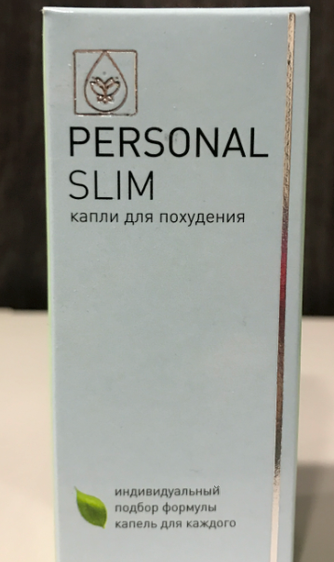 PERSONAL
SLIM
капли для похудения
индивидуальный
подбор формулы
капель для каждого